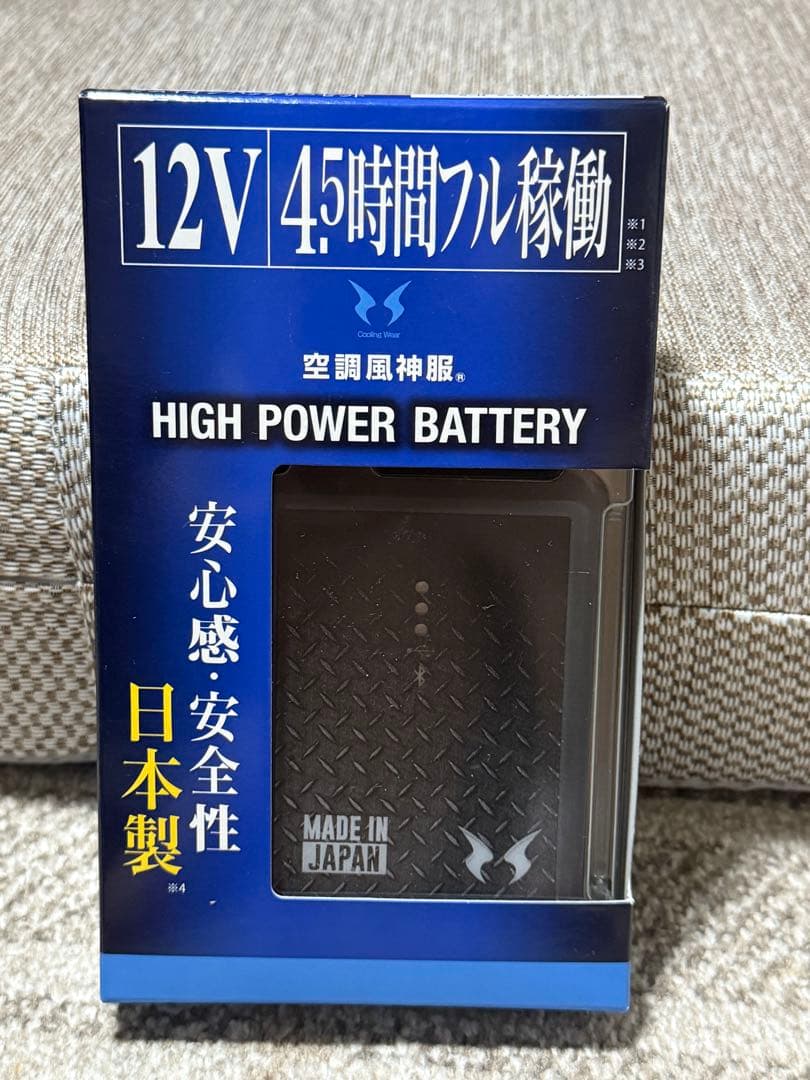 12V 4.5時間フル稼働
※1
※2
※3
Cooling Wear
空調風神服®
HIGH POWER BATTERY
安心感・安全性
日本製
※4
MADE IN
JAPAN